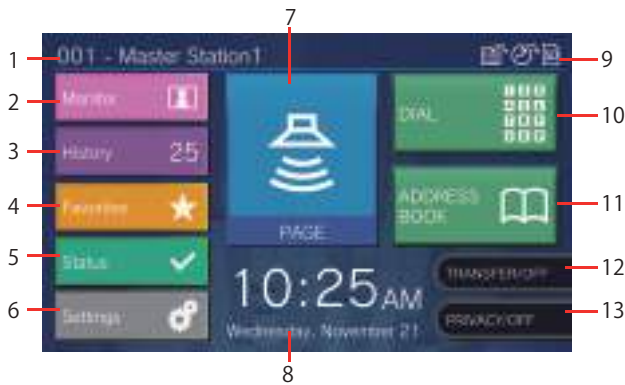 7
1
001 - Master Station1
9
2
Monitor
DIAL
10
3
History
25
4
Favorites
ADDRESS
BOOK
11
PAGE
5
Status
10:25AM
TRANSFER/OFF
12
6
Settings
Wednesday, November 21
PRIVACY/OFF
13
8